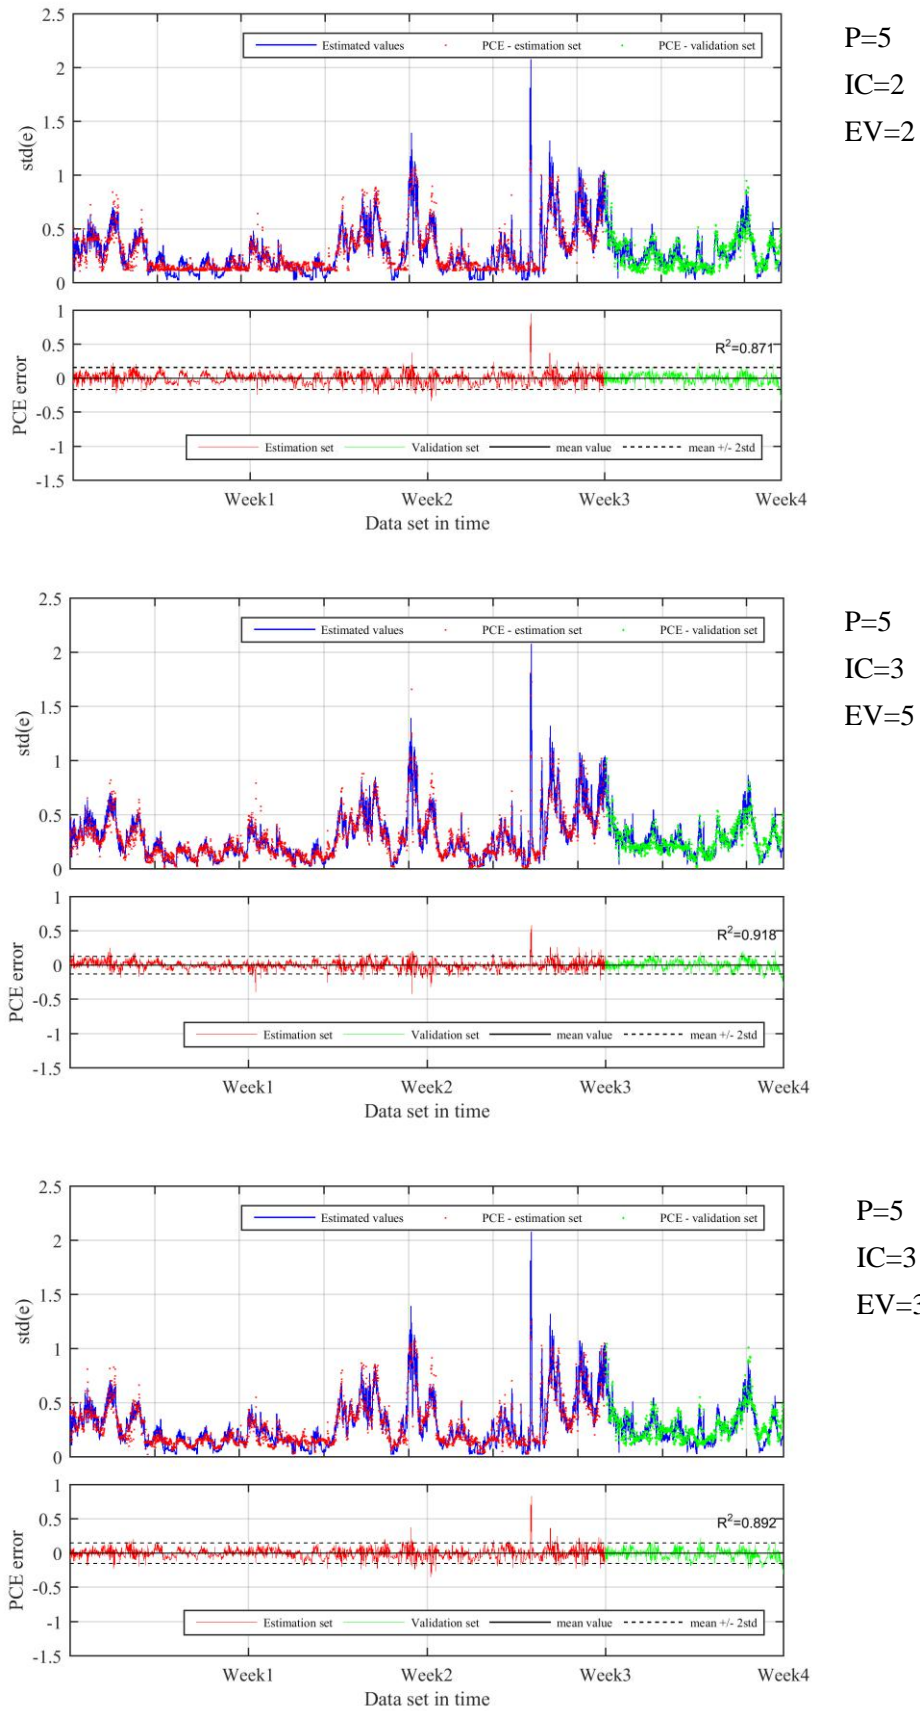 2.5
Estimated values PCE - estimation set PCE - validation set
2
1.5
std(e)
1
0.5
0
P=5
IC=2
EV=2
1
0.5
R²=0.871
0
PCE error
-0.5
-1
Estimation set Validation set mean value mean +/- 2std
-1.5
Week1 Week2 Week3 Week4
Data set in time
2.5
Estimated values PCE - estimation set PCE - validation set
2
1.5
std(e)
1
0.5
0
P=5
IC=3
EV=5
1
0.5
R²=0.918
0
PCE error
-0.5
-1
Estimation set Validation set mean value mean +/- 2std
-1.5
Week1 Week2 Week3 Week4
Data set in time
2.5
Estimated values PCE - estimation set PCE - validation set
2
1.5
std(e)
1
0.5
0
P=5
IC=3
EV=3
1
0.5
R²=0.892
0
PCE error
-0.5
-1
Estimation set Validation set mean value mean +/- 2std
-1.5
Week1 Week2 Week3 Week4
Data set in time